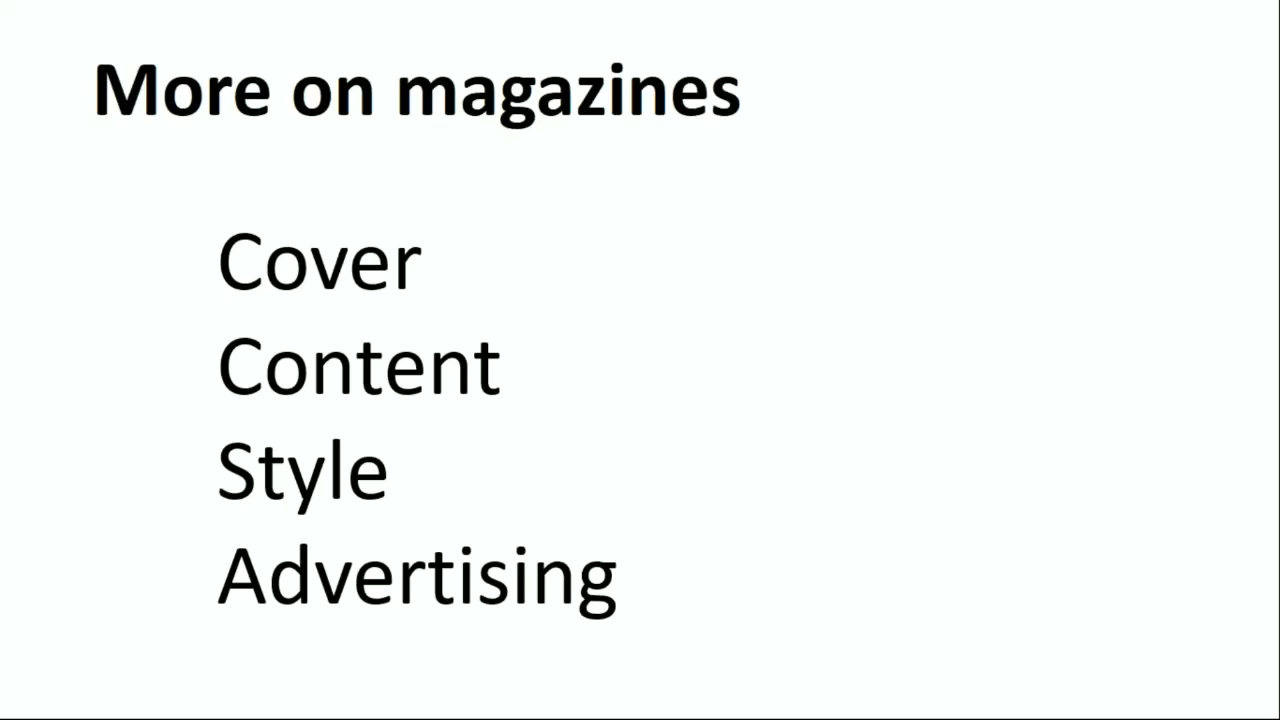 More on magazines
Cover
Content
Style
Advertising